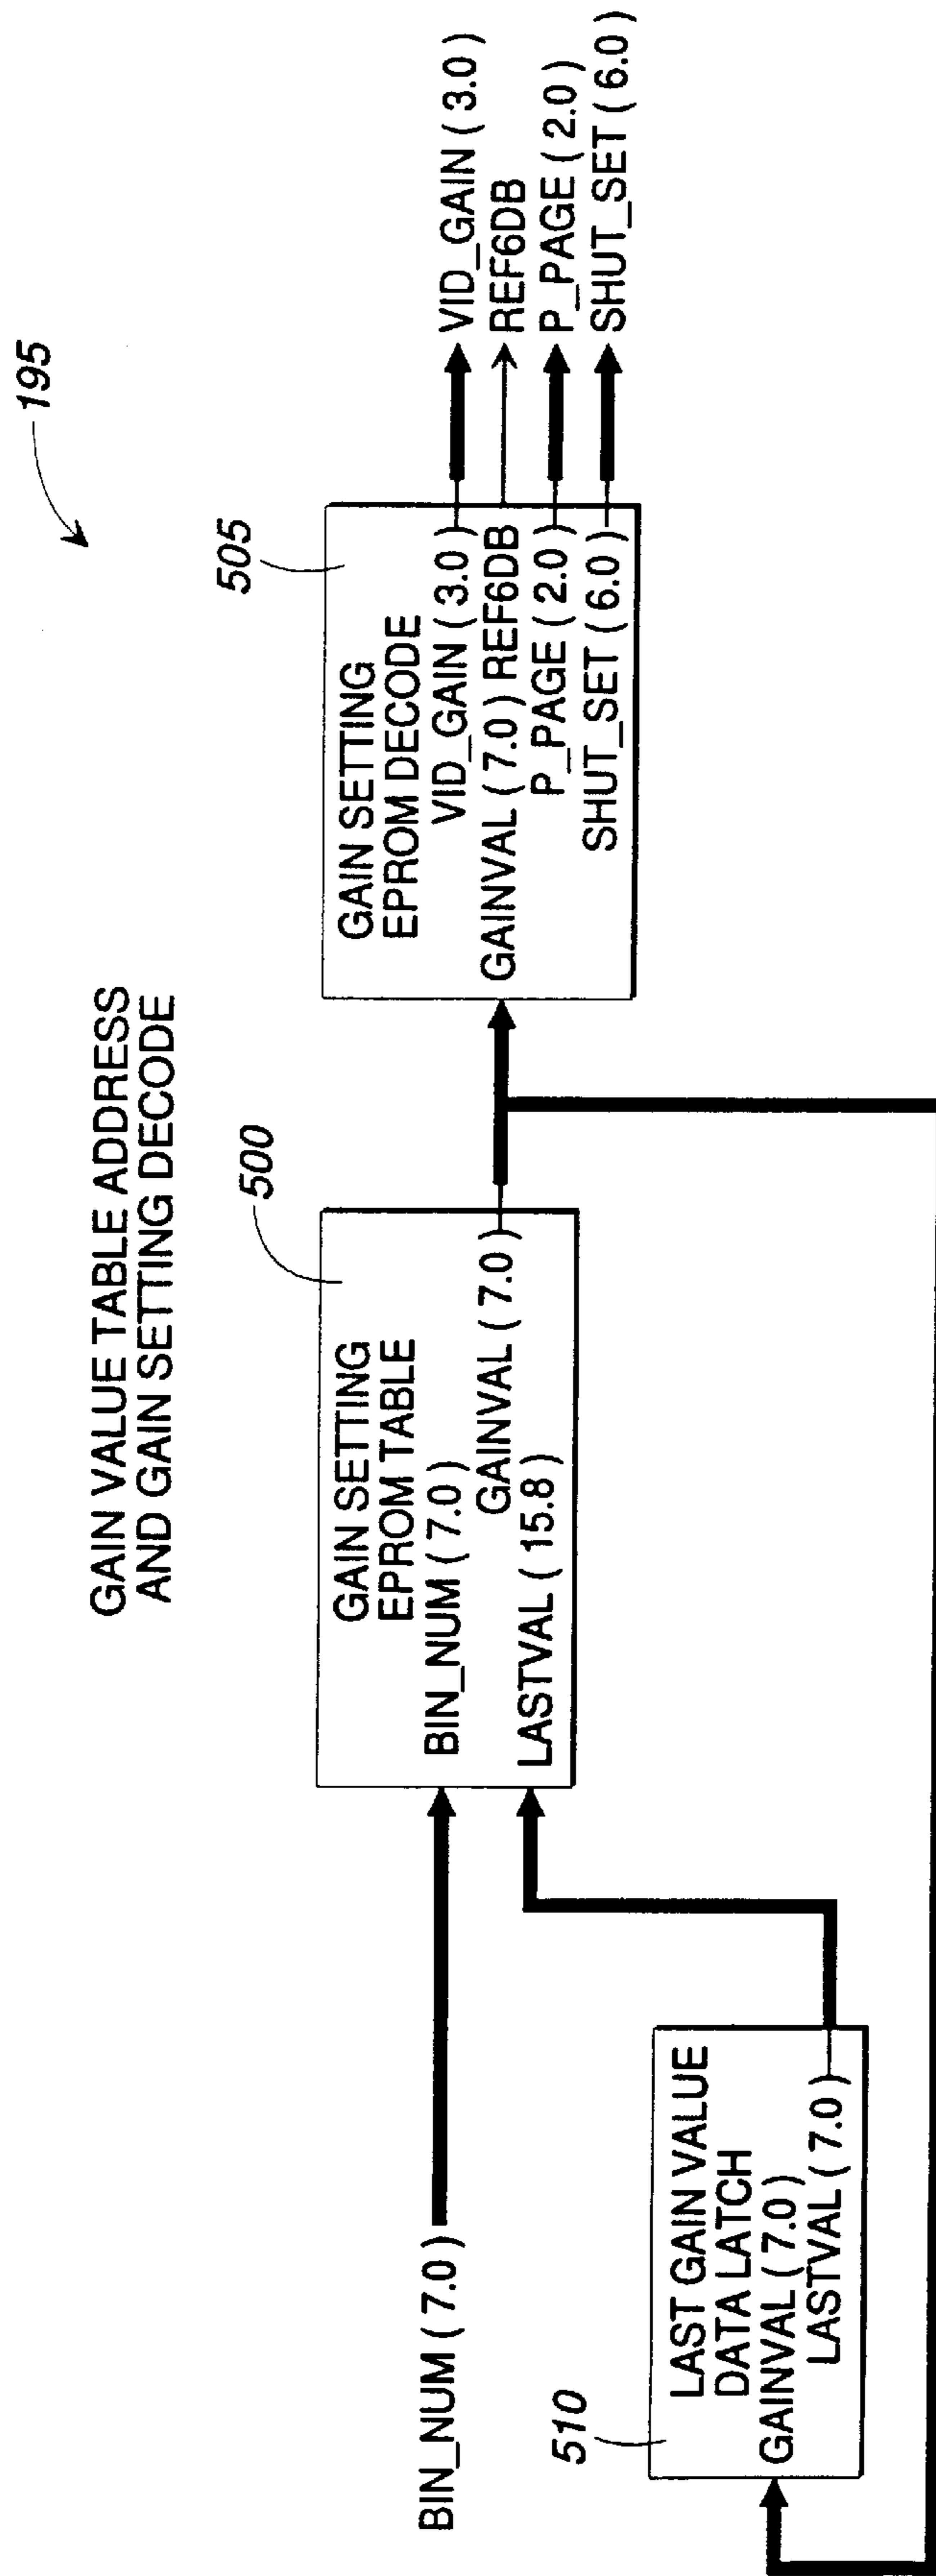 195
GAIN VALUE TABLE ADDRESS
AND GAIN SETTING DECODE
500
505
GAIN SETTING
EPROM TABLE
BIN_NUM ( 7.0 )
GAINVAL ( 7.0 )
LASTVAL ( 15.8 )
GAIN SETTING
EPROM DECODE
VID_GAIN ( 3.0 )
GAINVAL ( 7.0 ) REF6DB
P_PAGE ( 2.0 )
SHUT_SET ( 6.0 )
VID_GAIN ( 3.0 )
REF6DB
P_PAGE ( 2.0 )
SHUT_SET ( 6.0 )
BIN_NUM ( 7.0 )
510
LAST GAIN VALUE
DATA LATCH
GAINVAL ( 7.0 )
LASTVAL ( 7.0 )